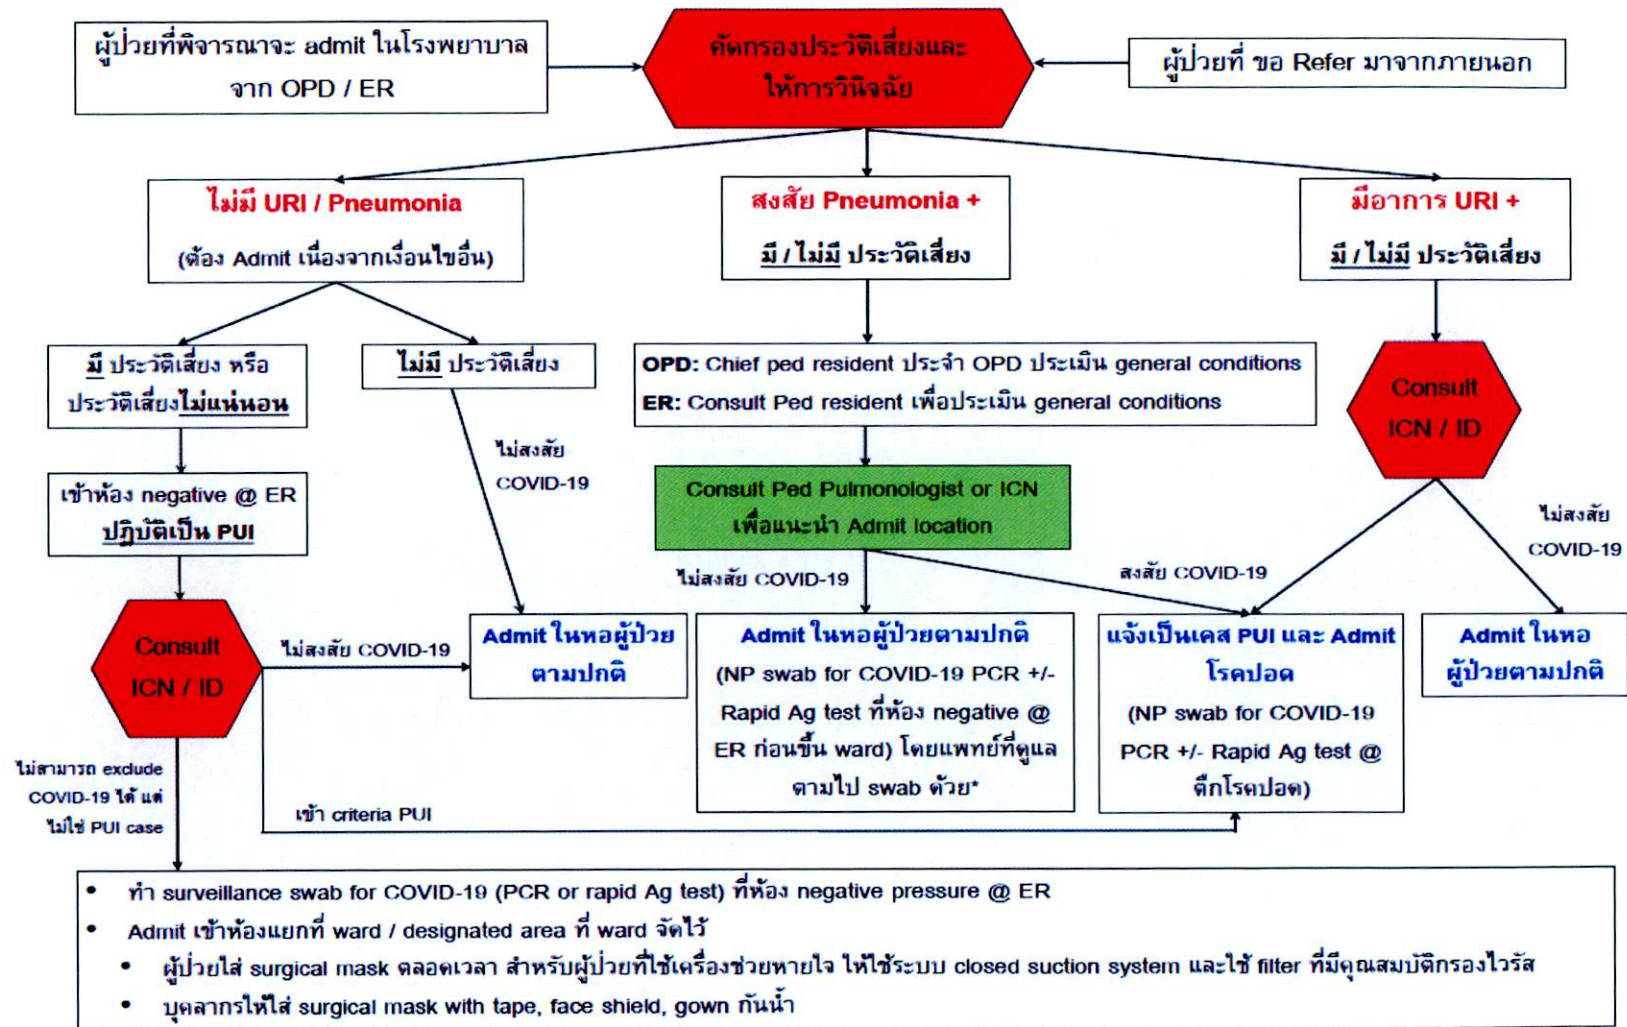 ผู้ป่วยที่พิจารณาจะ admit ในโรงพยาบาล
จาก OPD / ER
คัดกรองประวัติเสี่ยงและ
ให้การวินิจฉัย
ผู้ป่วยที่ ขอ Refer มาจากภายนอก
ไม่มี URI / Pneumonia
(ต้อง Admit เนื่องจากเงื่อนไขอื่น)
สงสัย Pneumonia +
มี / ไม่มี ประวัติเสี่ยง
มีอาการ URI +
มี / ไม่มี ประวัติเสี่ยง
มี ประวัติเสี่ยง หรือ
ประวัติเสี่ยงไม่แน่นอน
ไม่มี ประวัติเสี่ยง
OPD: Chief ped resident ประจำ OPD ประเมิน general conditions
ER: Consult Ped resident เพื่อประเมิน general conditions
Consult
ICN / ID
ไม่สงสัย
COVID-19
เข้าห้อง negative @ ER
ปฏิบัติเป็น PUI
Consult Ped Pulmonologist or ICN
เพื่อแนะนำ Admit location
ไม่สงสัย
COVID-19
ไม่สงสัย COVID-19
สงสัย COVID-19
Consult
ICN / ID
ไม่สงสัย COVID-19
Admit ในหอผู้ป่วย
ตามปกติ
Admit ในหอผู้ป่วยตามปกติ
(NP swab for COVID-19 PCR +/-
Rapid Ag test ที่ห้อง negative @
ER ก่อนขึ้น ward) โดยแพทย์ที่ดูแล
ตามไป swab ด้วย*
แจ้งเป็นเคส PUI และ Admit
โรคปอด
(NP swab for COVID-19
PCR +/- Rapid Ag test @
ตึกโรคปอด)
Admit ในหอ
ผู้ป่วยตามปกติ
ไม่สามารถ exclude
COVID-19 ได้ แต่
ไม่ใช่ PUI case
เข้า criteria PUI
• ทำ surveillance swab for COVID-19 (PCR or rapid Ag test) ที่ห้อง negative pressure @ ER
• Admit เข้าห้องแยกที่ ward / designated area ที่ ward จัดไว้
• ผู้ป่วยใส่ surgical mask ตลอดเวลา สำหรับผู้ป่วยที่ใช้เครื่องช่วยหายใจ ให้ใช้ระบบ closed suction system และใช้ filter ที่มีคุณสมบัติกรองไวรัส
• บุคลากรให้ใส่ surgical mask with tape, face shield, gown กันน้ำ